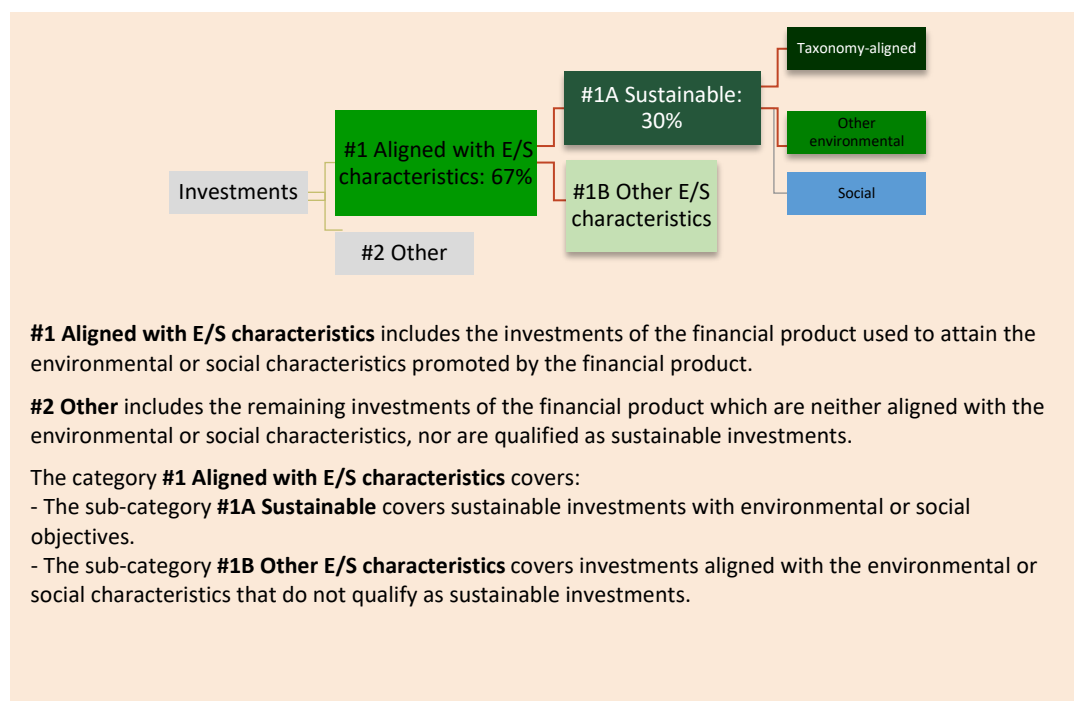 Taxonomy-aligned
#1A Sustainable:
30%
Other
environmental
#1 Aligned with E/S
characteristics: 67%
Investments
#1B Other E/S
characteristics
Social
#2 Other
#1 Aligned with E/S characteristics includes the investments of the financial product used to attain the
environmental or social characteristics promoted by the financial product.
#2 Other includes the remaining investments of the financial product which are neither aligned with the
environmental or social characteristics, nor are qualified as sustainable investments.
The category #1 Aligned with E/S characteristics covers:
- The sub-category #1A Sustainable covers sustainable investments with environmental or social
objectives.
- The sub-category #1B Other E/S characteristics covers investments aligned with the environmental or
social characteristics that do not qualify as sustainable investments.